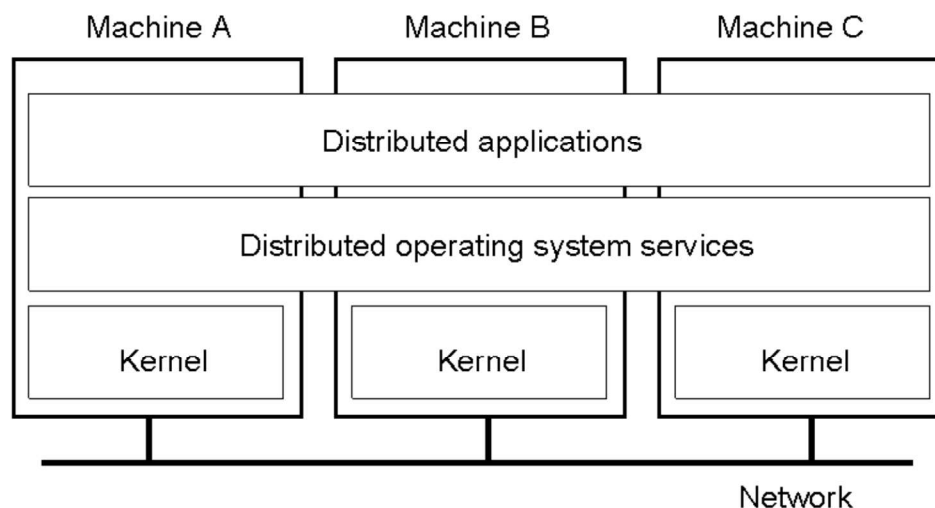 Machine A
Machine B
Machine C
Distributed applications
Distributed operating system services
Kernel
Kernel
Kernel
Network